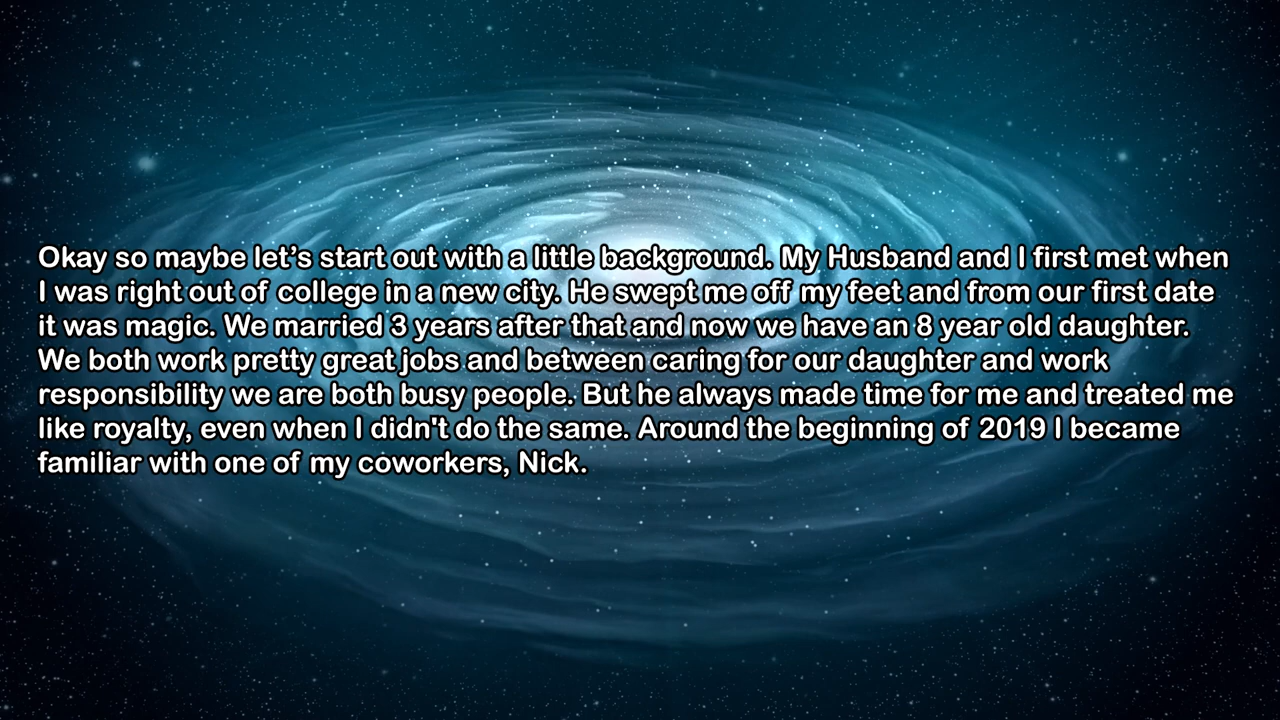 Okay so maybe let’s start out with a little background. My Husband and I first met when
I was right out of college in a new city. He swept me off my feet and from our first date
it was magic. We married 3 years after that and now we have an 8 year old daughter.
We both work pretty great jobs and between caring for our daughter and work
responsibility we are both busy people. But he always made time for me and treated me
like royalty, even when I didn't do the same. Around the beginning of 2019 I became
familiar with one of my coworkers, Nick.